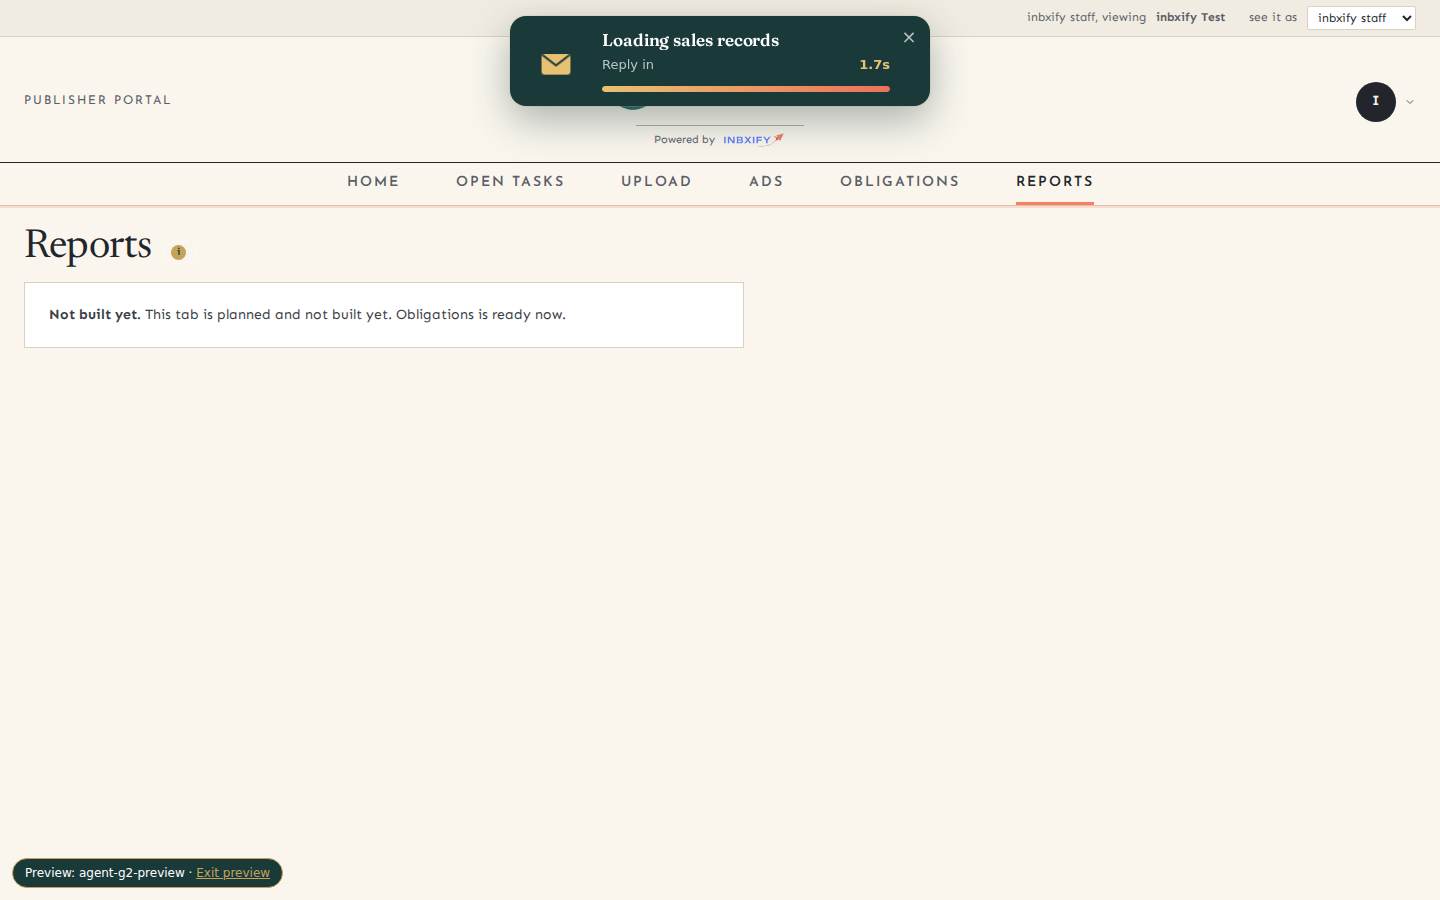 inbxify staff, viewing inbxify Test see it as inbxify staff
Loading sales records
Reply in 1.7s
PUBLISHER PORTAL
I
Powered by INBXIFY
HOME OPEN TASKS UPLOAD ADS OBLIGATIONS REPORTS
Reports i
Not built yet. This tab is planned and not built yet. Obligations is ready now.
Preview: agent-g2-preview · Exit preview